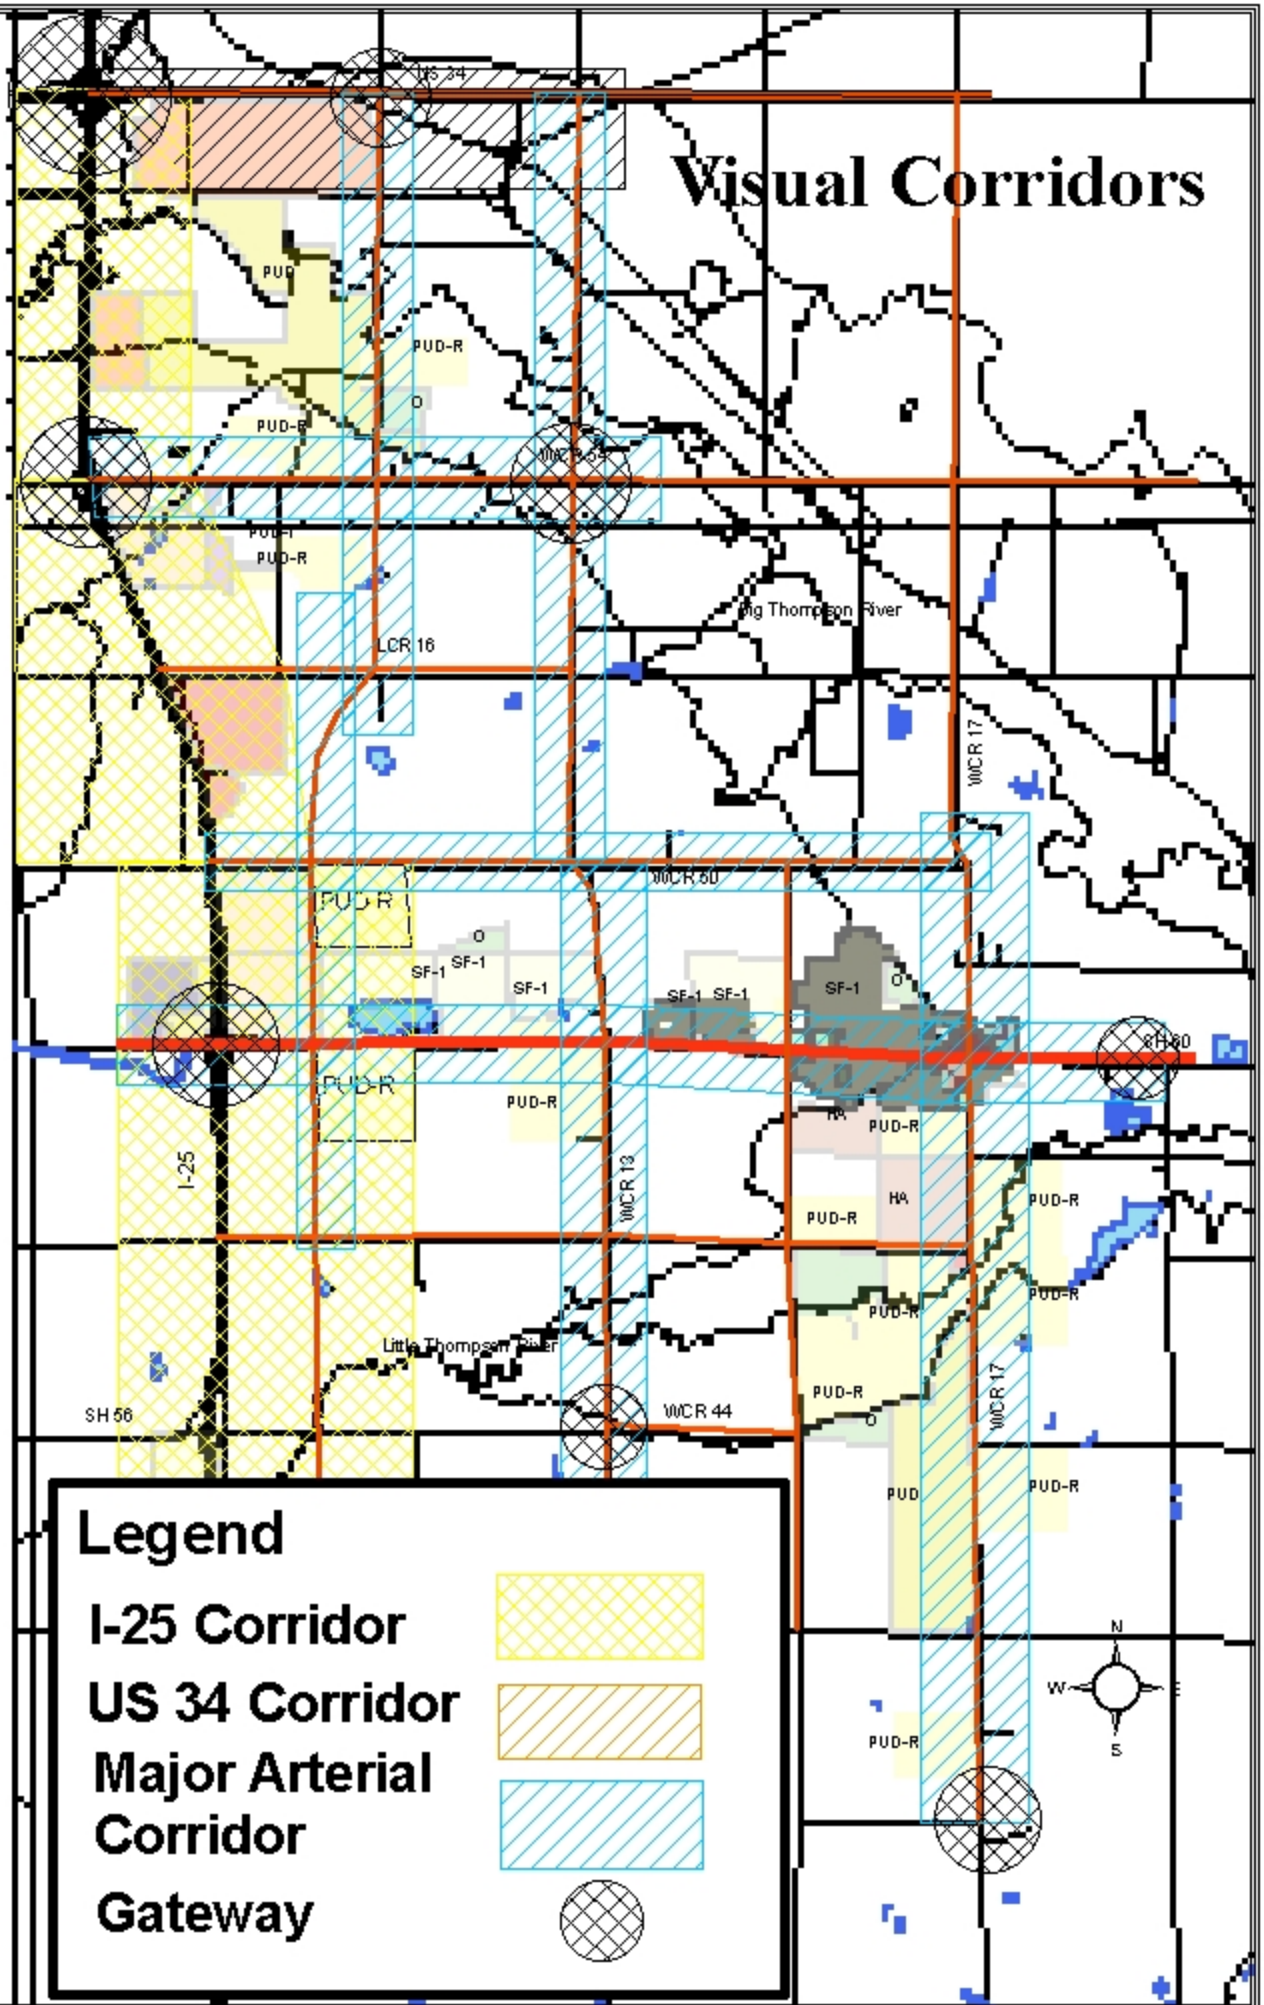 US 34
Visual Corridors
PUD
PUD-R
O
PUD-R
WCR 54
PUD-I
PUD-R
Big Thompson River
LCR 16
WCR 17
WCR 50
PUD-R
O
SF-1
SF-1
SF-1
SF-1
SF-1
SF-1
O
SH 60
PUD-R
PUD-R
HA
PUD-R
I-25
WCR 13
HA
PUD-R
PUD-R
PUD-R
PUD-R
Little Thompson River
PUD-R
WCR 17
SH 56
WCR 44
O
PUD
PUD-R
Legend
I-25 Corridor
US 34 Corridor
Major Arterial
Corridor
Gateway
N
W
E
S
PUD-R